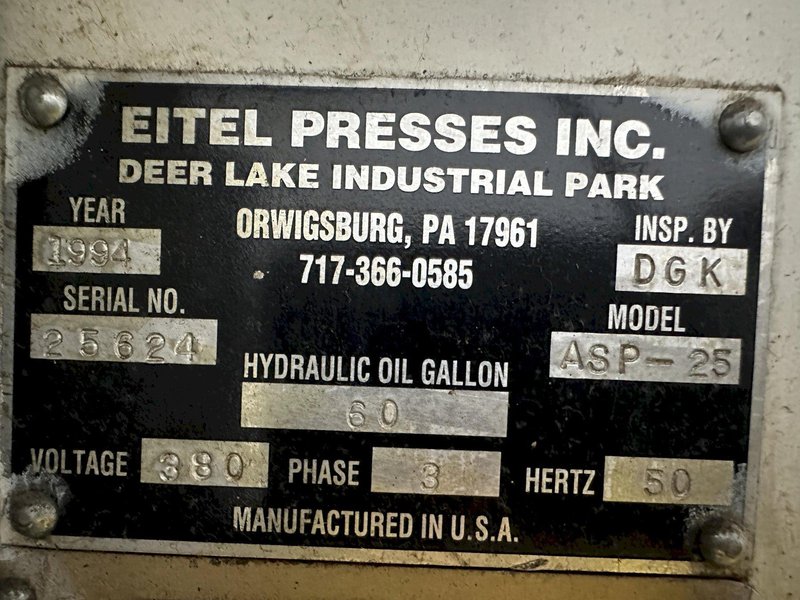 EITEL PRESSES INC.
DEER LAKE INDUSTRIAL PARK
ORWIGSBURG, PA 17961
717-366-0585
YEAR
1994
INSP. BY
DGK
SERIAL NO.
25624
MODEL
ASP-25
HYDRAULIC OIL GALLON
60
VOLTAGE 380 PHASE 3 HERTZ 50
MANUFACTURED IN U.S.A.